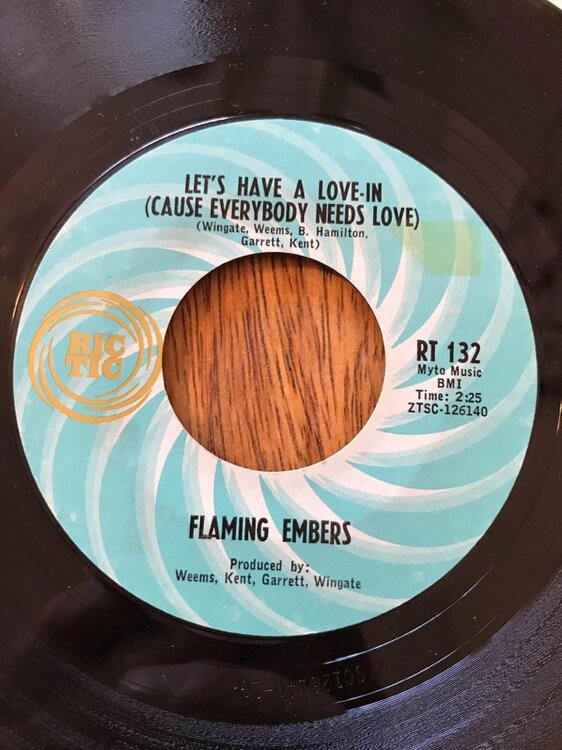 LET'S HAVE A LOVE-IN
(CAUSE EVERYBODY NEEDS LOVE)
(Wingate, Weems, B. Hamilton,
Garrett, Kent)
RIC
TIC
RT 132
Myto Music
BMI
Time: 2:25
ZTSC-126140
FLAMING EMBERS
Produced by:
Weems, Kent, Garrett, Wingate